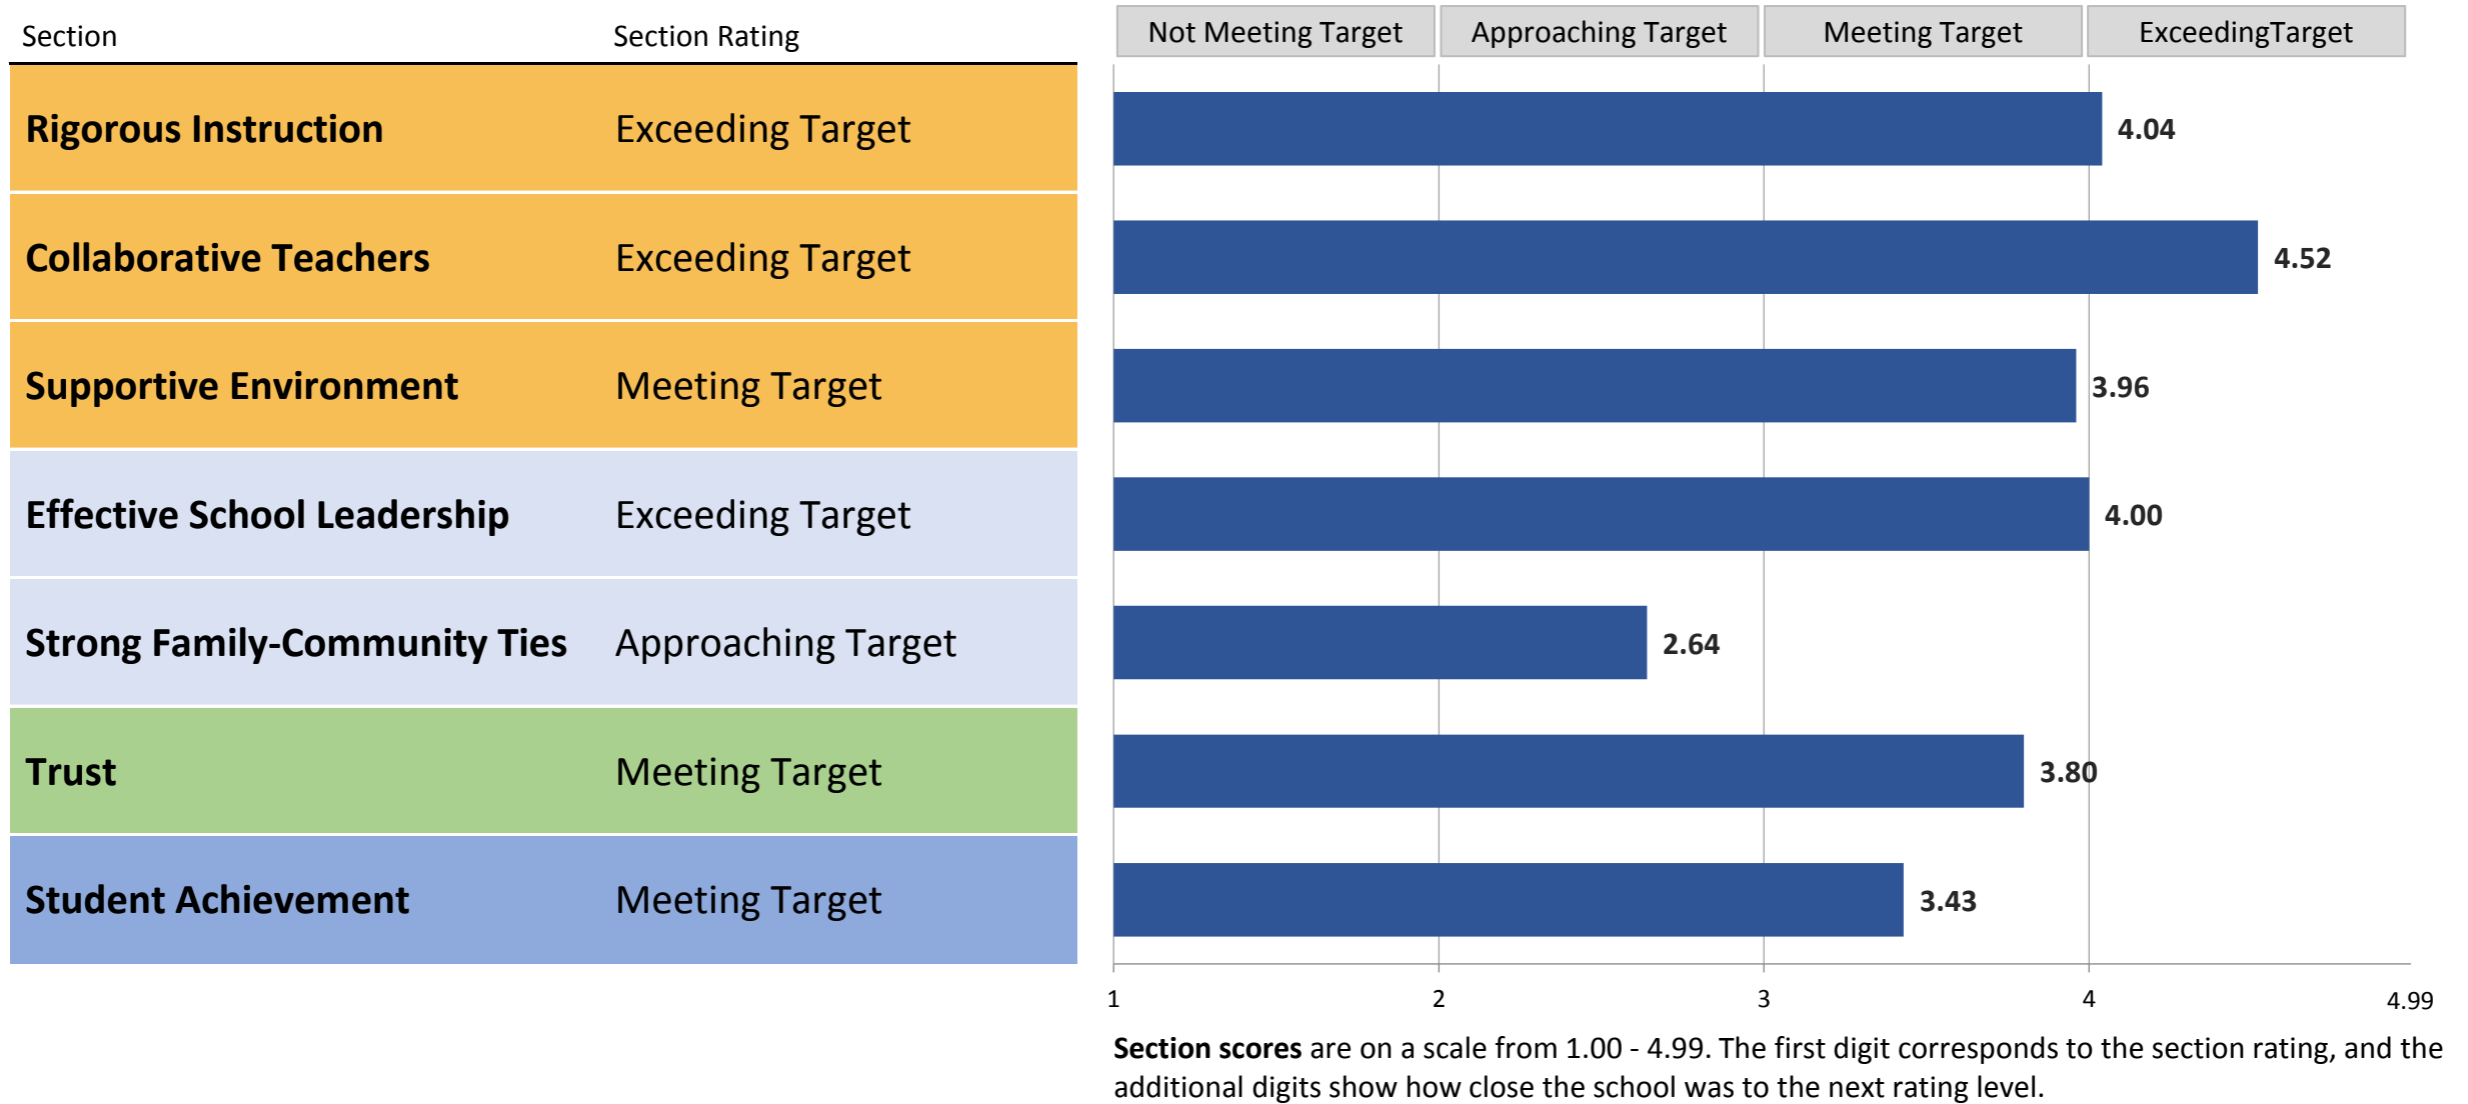 Section Section Rating Not Meeting Target Approaching Target Meeting Target ExceedingTarget
Rigorous Instruction Exceeding Target 4.04
Collaborative Teachers Exceeding Target 4.52
Supportive Environment Meeting Target 3.96
Effective School Leadership Exceeding Target 4.00
Strong Family-Community Ties Approaching Target 2.64
Trust Meeting Target 3.80
Student Achievement Meeting Target 3.43
1 2 3 4 4.99
Section scores are on a scale from 1.00 - 4.99. The first digit corresponds to the section rating, and the
additional digits show how close the school was to the next rating level.